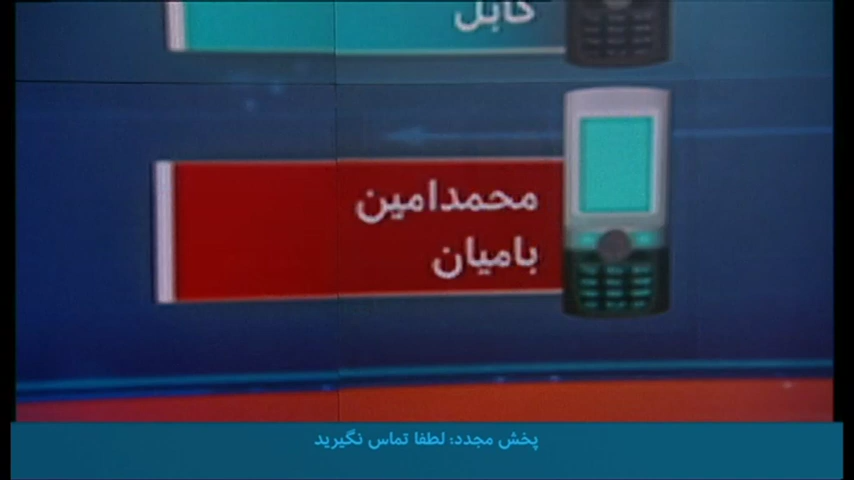 کابل
محمدامین
بامیان
پخش مجدد: لطفا تماس نگیرید